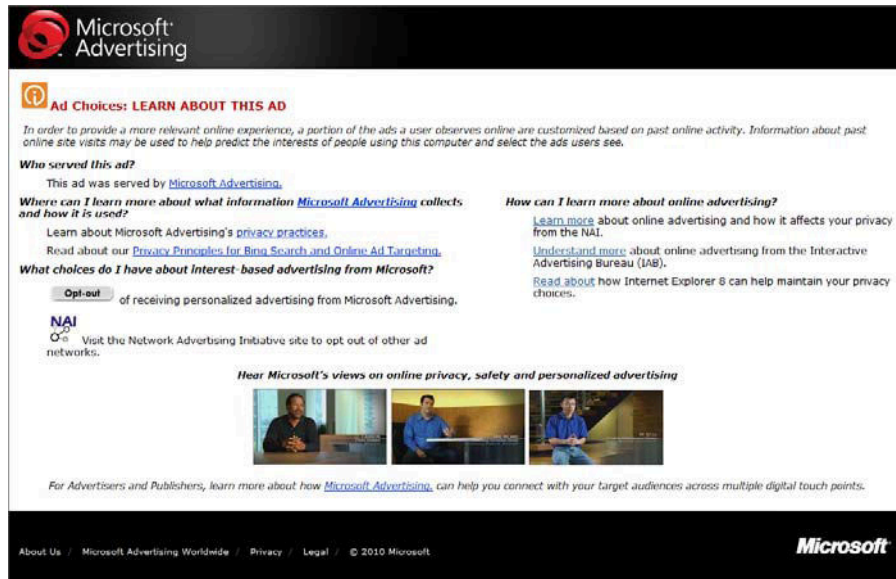 Microsoft
Advertising
Ad Choices: LEARN ABOUT THIS AD
In order to provide a more relevant online experience, a portion of the ads a user observes online are customized based on past online activity. Information about past
online site visits may be used to help predict the interests of people using this computer and select the ads users see.
Who served this ad?
This ad was served by Microsoft Advertising.
Where can I learn more about what information Microsoft Advertising collects
and how it is used?
Learn about Microsoft Advertising's privacy practices.
Read about our Privacy Principles for Bing Search and Online Ad Targeting.
What choices do I have about interest-based advertising from Microsoft?
Opt-out of receiving personalized advertising from Microsoft Advertising.
NAI
Visit the Network Advertising Initiative site to opt out of other ad
networks.
How can I learn more about online advertising?
Learn more about online advertising and how it affects your privacy
from the NAI.
Understand more about online advertising from the Interactive
Advertising Bureau (IAB).
Read about how Internet Explorer 8 can help maintain your privacy
choices.
Hear Microsoft's views on online privacy, safety and personalized advertising
For Advertisers and Publishers, learn more about how Microsoft Advertising, can help you connect with your target audiences across multiple digital touch points.
About Us / Microsoft Advertising Worldwide / Privacy / Legal / © 2010 Microsoft
Microsoft